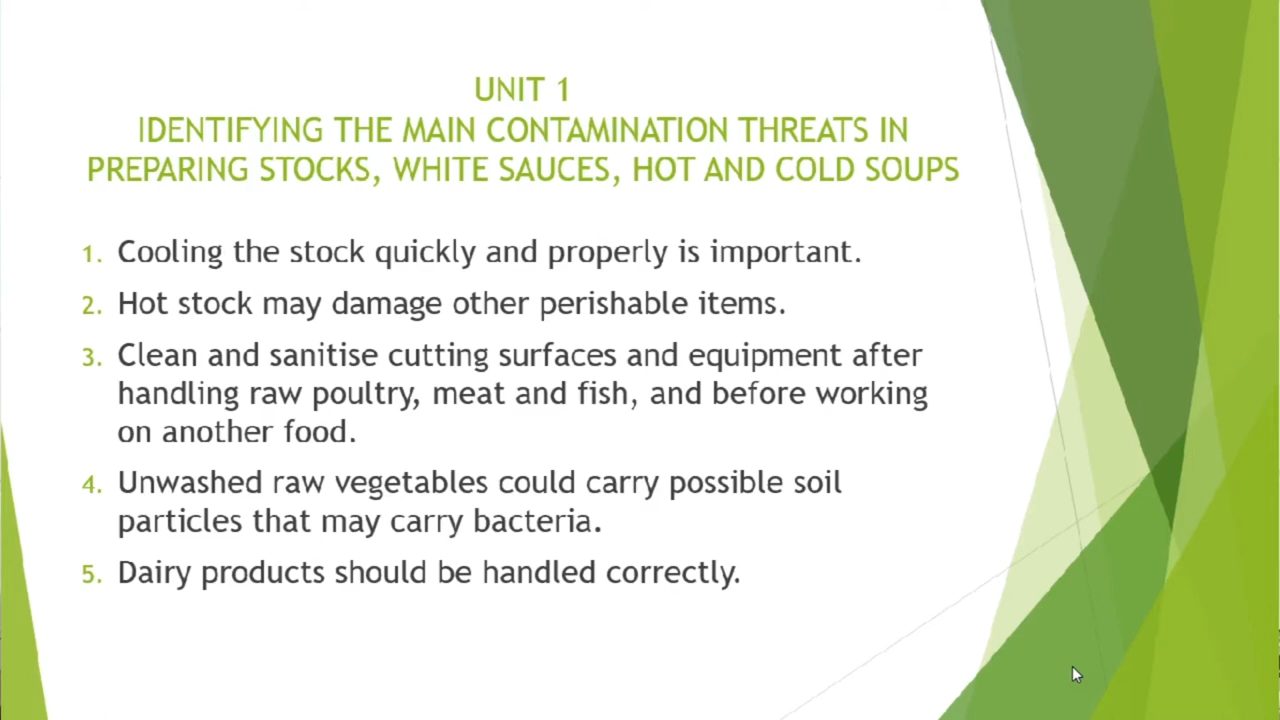 UNIT 1
IDENTIFYING THE MAIN CONTAMINATION THREATS IN
PREPARING STOCKS, WHITE SAUCES, HOT AND COLD SOUPS
1. Cooling the stock quickly and properly is important.
2. Hot stock may damage other perishable items.
3. Clean and sanitise cutting surfaces and equipment after
handling raw poultry, meat and fish, and before working
on another food.
4. Unwashed raw vegetables could carry possible soil
particles that may carry bacteria.
5. Dairy products should be handled correctly.